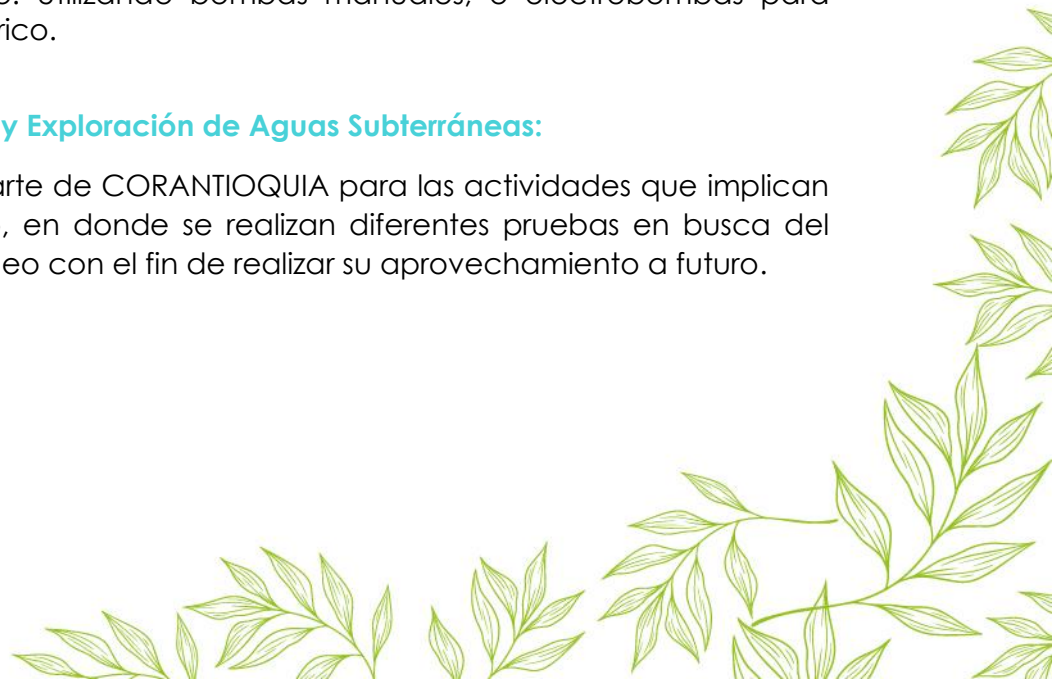 utilizando bombas manuales, o electrobombas para
rico.
y Exploración de Aguas Subterráneas:
arte de CORANTIOQUIA para las actividades que implican
, en donde se realizan diferentes pruebas en busca del
eo con el fin de realizar su aprovechamiento a futuro.